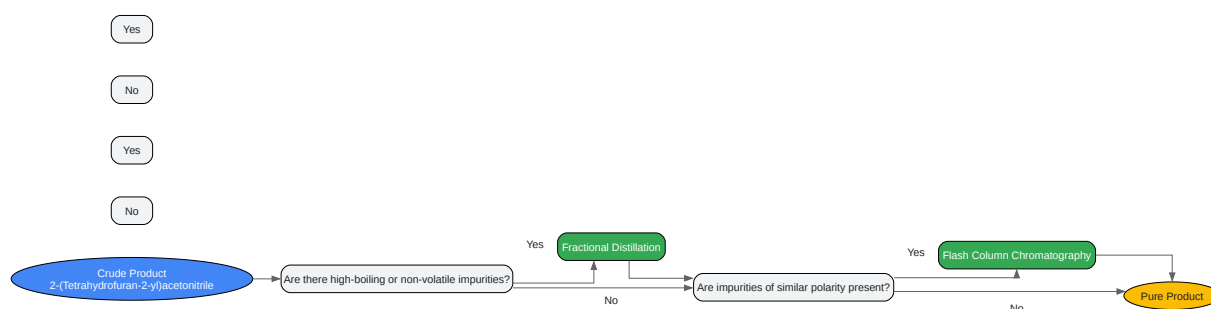 Yes
No
Yes
No
Crude Product
2-(Tetrahydrofuran-2-yl)acetonitrile
Are there high-boiling or non-volatile impurities?
Yes
Fractional Distillation
No
Are impurities of similar polarity present?
Yes
Flash Column Chromatography
No
Pure Product